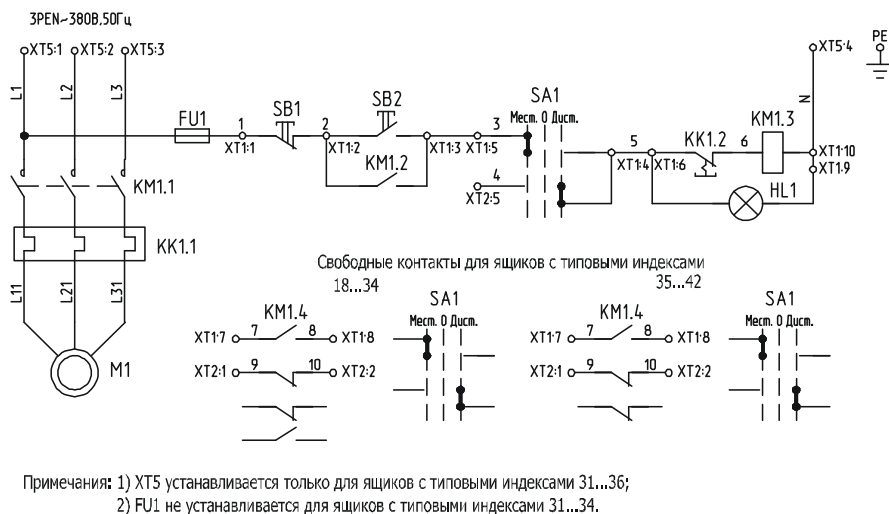 3PEN~380В,50Гц
XT5:1 XT5:2 XT5:3 XT5:4 PE
L1 L2 L3 N
FU1 SB1 SB2 SA1 KM1.3
Мест. 0 Дист.
1 2 3 5 KK1.2 6
XT1:1 XT1:2 XT1:3 XT1:5 XT1:4 XT1:6 XT1:10
KM1.2 XT1:9
4
XT2:5 HL1
KM1.1
KK1.1
Свободные контакты для ящиков с типовыми индексами
18...34 35...42
L11 L21 L31
KM1.4 SA1 KM1.4 SA1
Мест. 0 Дист. Мест. 0 Дист.
XT1:7 7 8 XT1:8 XT1:7 7 8 XT1:8
XT2:1 9 10 XT2:2 XT2:1 9 10 XT2:2
M1
Примечания: 1) XT5 устанавливается только для ящиков с типовыми индексами 31...36;
2) FU1 не устанавливается для ящиков с типовыми индексами 31...34.